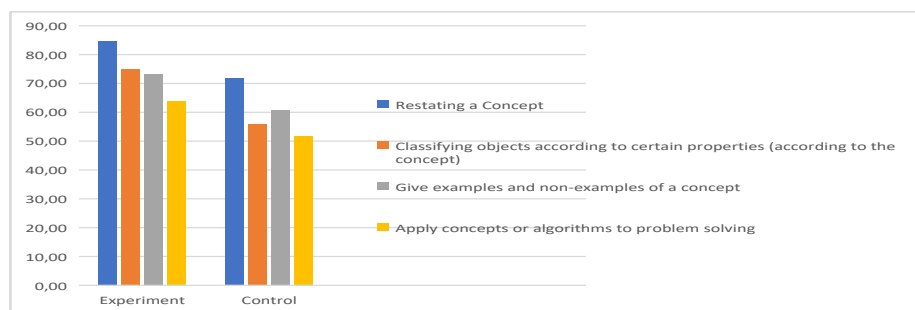 90,00
80,00
70,00
60,00
50,00
40,00
30,00
20,00
10,00
0,00
Experiment
Control
Restating a Concept
Classifying objects according to certain properties (according to the
concept)
Give examples and non-examples of a concept
Apply concepts or algorithms to problem solving